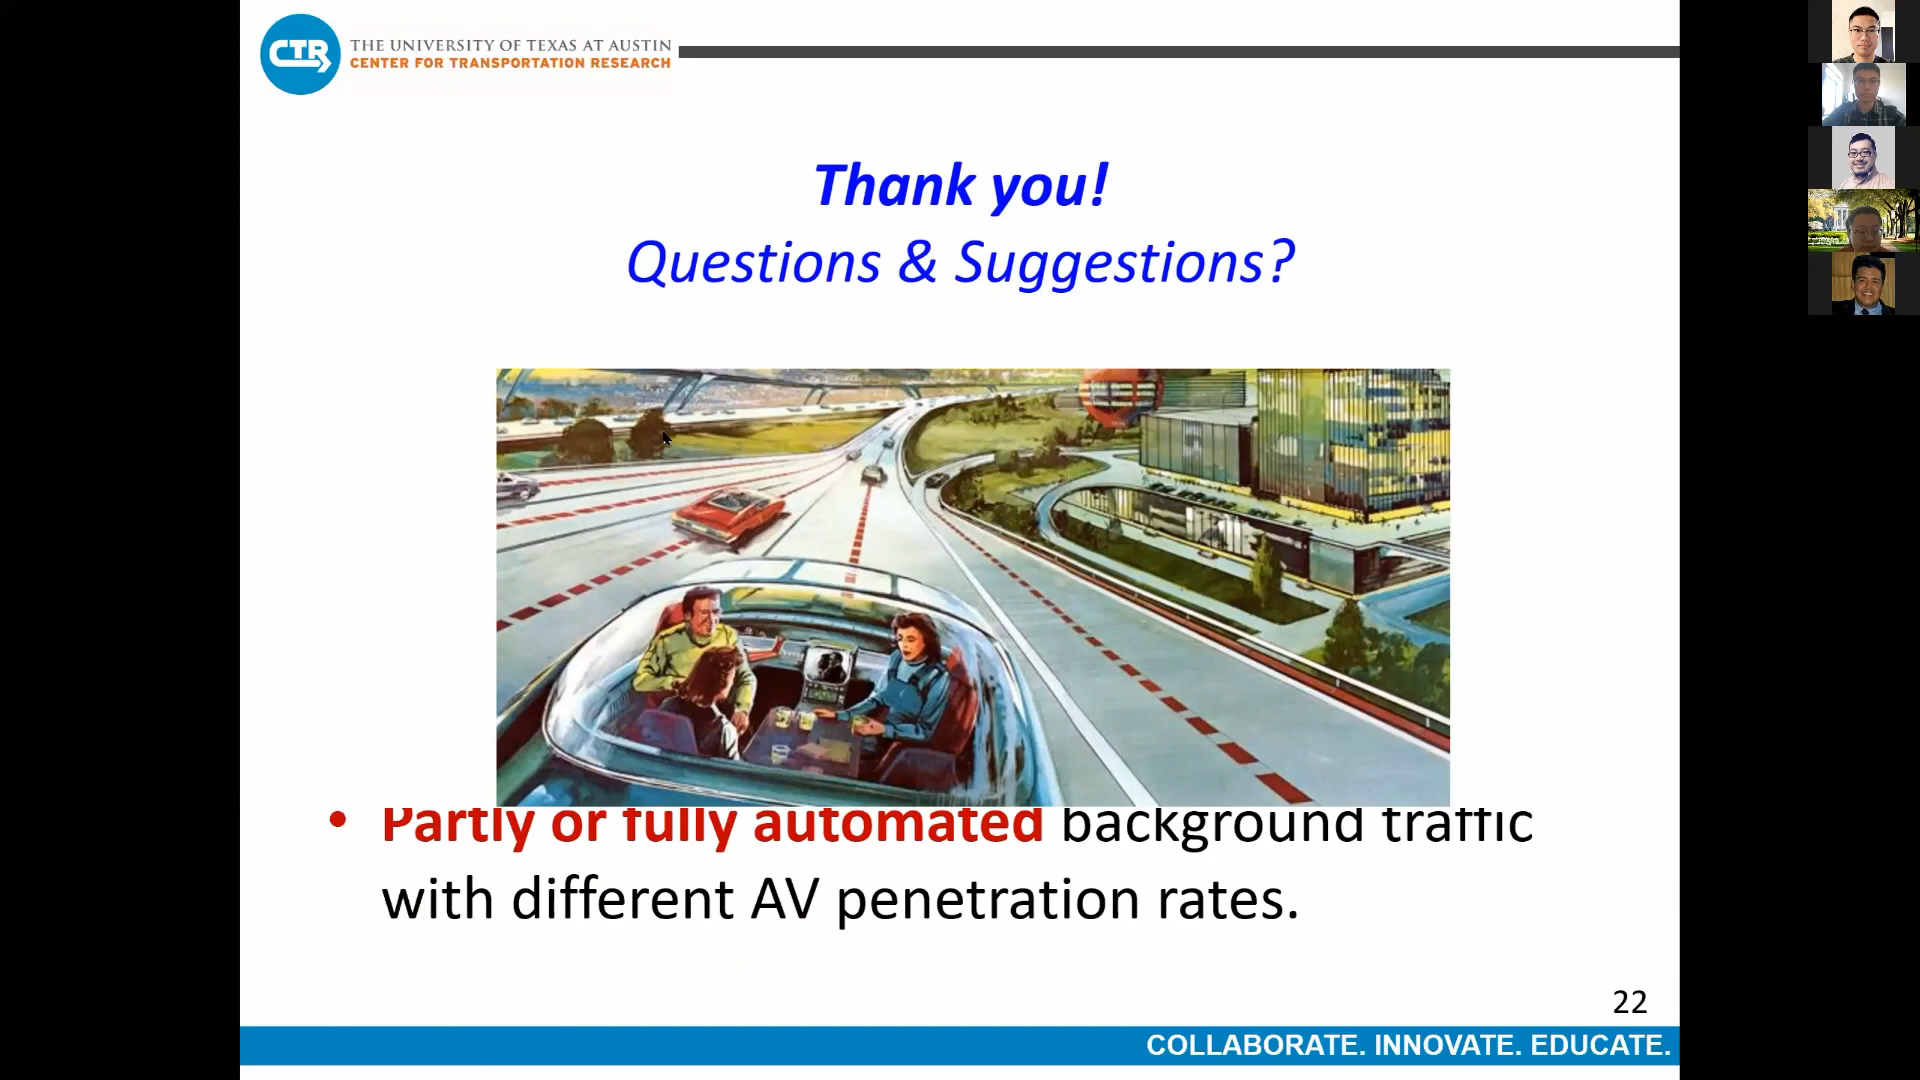 CTR
THE UNIVERSITY OF TEXAS AT AUSTIN
CENTER FOR TRANSPORTATION RESEARCH
Thank you!
Questions & Suggestions?
• Partly or fully automated background traffic
with different AV penetration rates.
22
COLLABORATE. INNOVATE. EDUCATE.